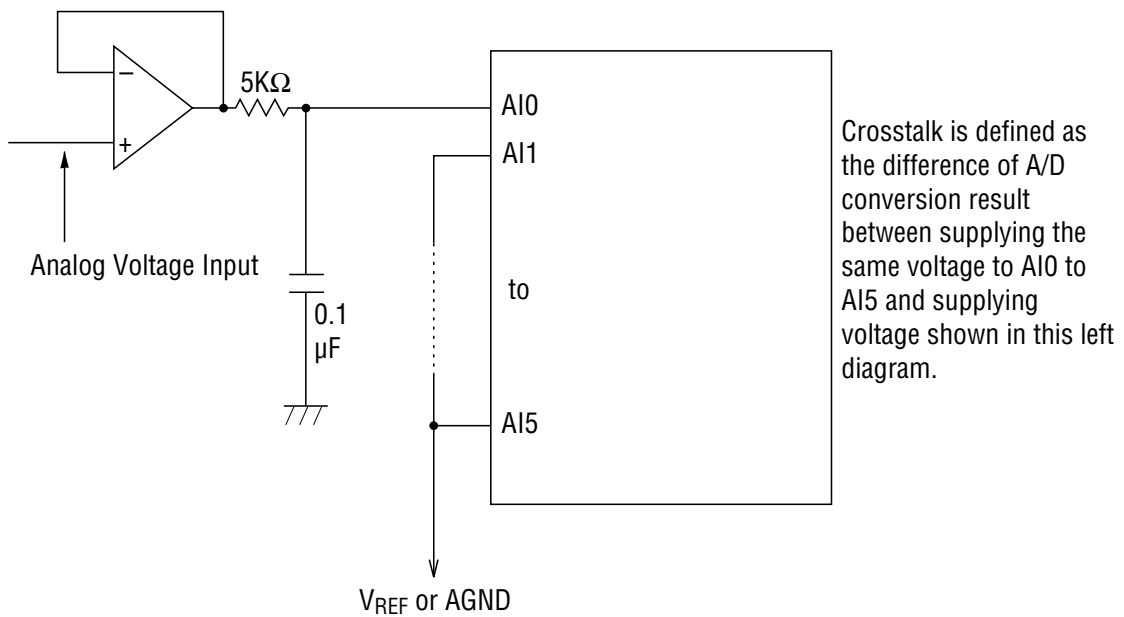 −
+
5KΩ
Analog Voltage Input
0.1
µF
AI0
AI1
to
AI5
VREF or AGND
Crosstalk is defined as
the difference of A/D
conversion result
between supplying the
same voltage to AI0 to
AI5 and supplying
voltage shown in this left
diagram.